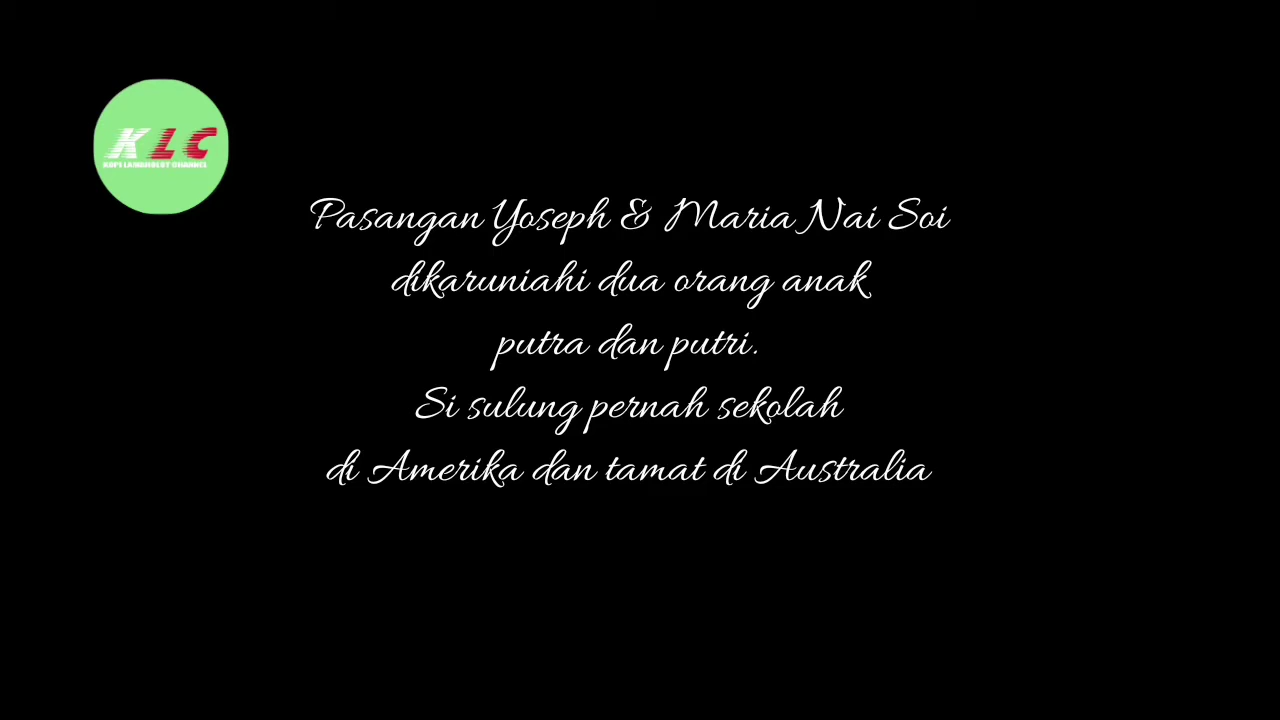 KLC
Pasangan Yoseph & Maria Nai Soi
dikaruniahi dua orang anak
putra dan putri.
Si sulung pernah sekolah
di Amerika dan tamat di Australia